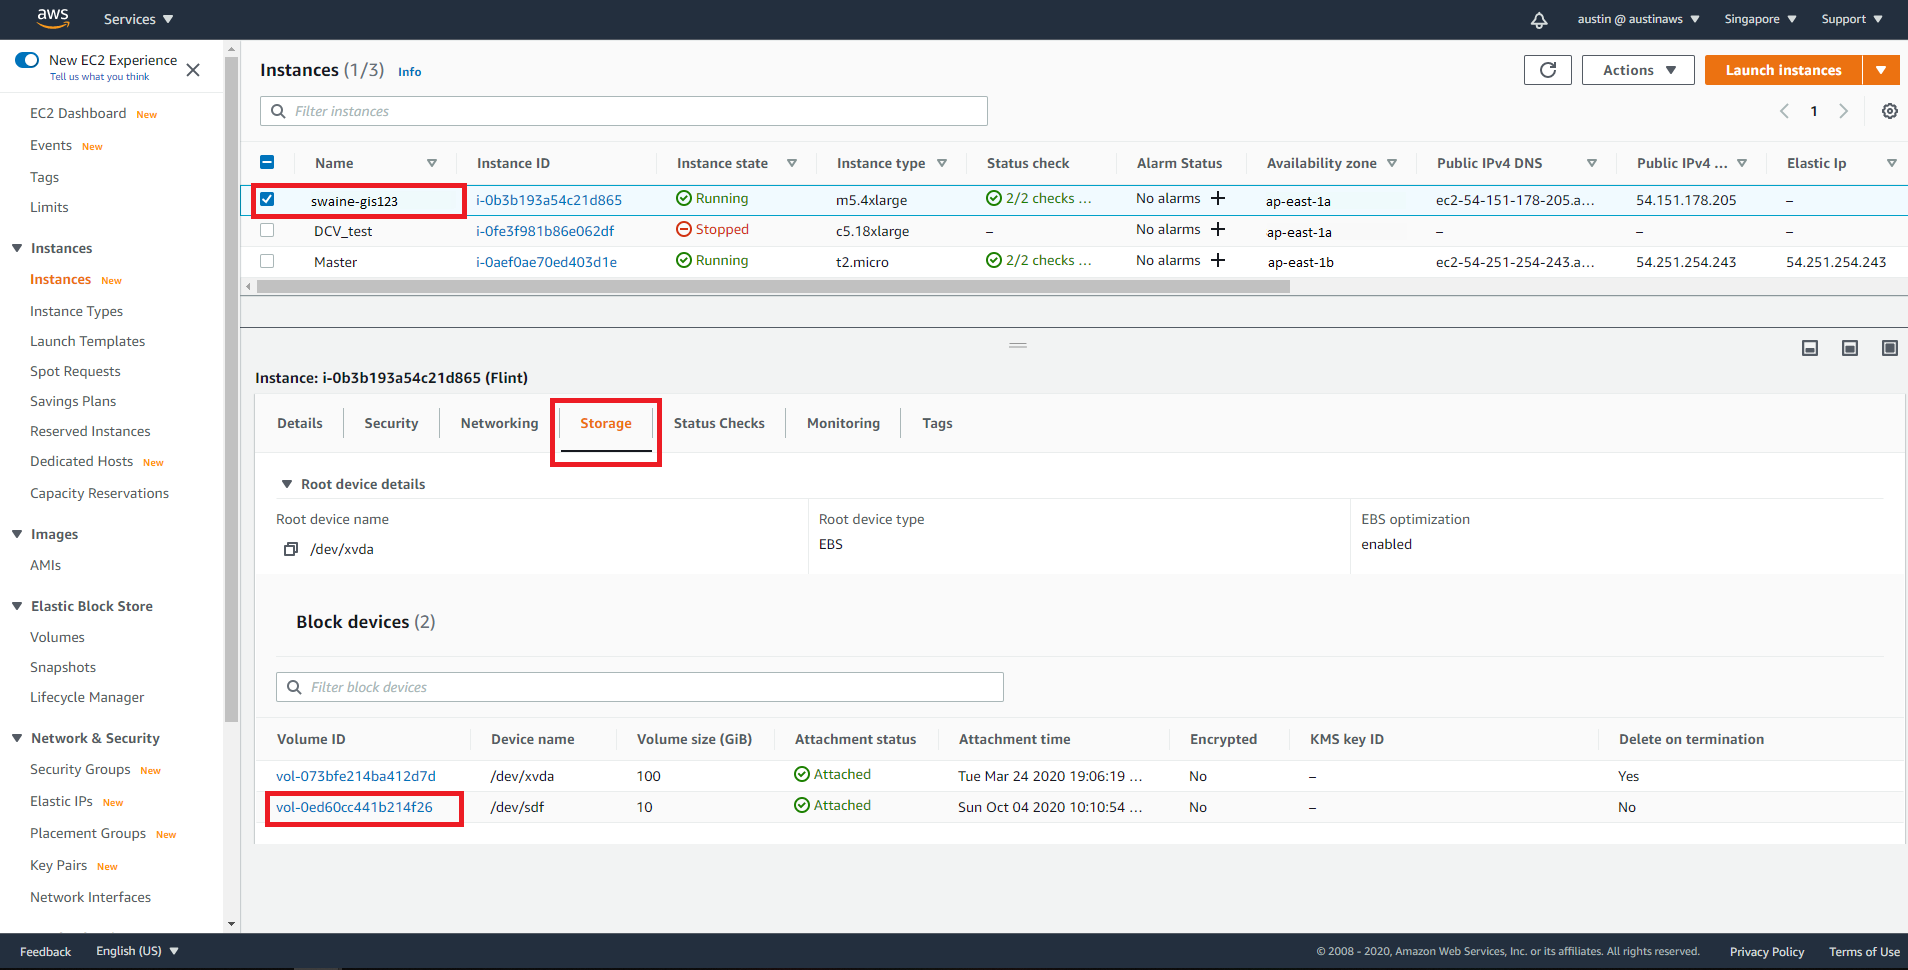 aws Services austin @ austinaws Singapore Support
New EC2 Experience
Tell us what you think
EC2 Dashboard New
Events New
Tags
Limits
Instances
Instances New
Instance Types
Launch Templates
Spot Requests
Savings Plans
Reserved Instances
Dedicated Hosts New
Capacity Reservations
Images
AMIs
Elastic Block Store
Volumes
Snapshots
Lifecycle Manager
Network & Security
Security Groups New
Elastic IPs New
Placement Groups New
Key Pairs New
Network Interfaces
Instances (1/3) Info Actions Launch instances
Filter instances 1
Name Instance ID Instance state Instance type Status check Alarm Status Availability zone Public IPv4 DNS Public IPv4 ... Elastic Ip
swaine-gis123 i-0b3b193a54c21d865 Running m5.4xlarge 2/2 checks ... No alarms + ap-east-1a ec2-54-151-178-205.a... 54.151.178.205 –
DCV_test i-0fe3f981b86e062df Stopped c5.18xlarge – No alarms + ap-east-1a – – –
Master i-0aef0ae70ed403d1e Running t2.micro 2/2 checks ... No alarms + ap-east-1b ec2-54-251-254-243.a... 54.251.254.243 54.251.254.243
Instance: i-0b3b193a54c21d865 (Flint)
Details Security Networking Storage Status Checks Monitoring Tags
Root device details
Root device name Root device type EBS optimization
/dev/xvda EBS enabled
Block devices (2)
Filter block devices
Volume ID Device name Volume size (GiB) Attachment status Attachment time Encrypted KMS key ID Delete on termination
vol-073bfe214ba412d7d /dev/xvda 100 Attached Tue Mar 24 2020 19:06:19 ... No – Yes
vol-0ed60cc441b214f26 /dev/sdf 10 Attached Sun Oct 04 2020 10:10:54 ... No – No
Feedback English (US) © 2008 - 2020, Amazon Web Services, Inc. or its affiliates. All rights reserved. Privacy Policy Terms of Use